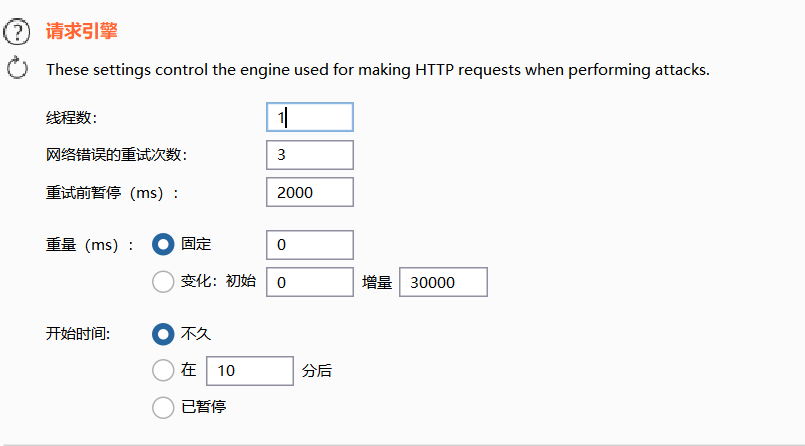 请求引擎
These settings control the engine used for making HTTP requests when performing attacks.
线程数: 1
网络错误的重试次数: 3
重试前暂停（ms）: 2000
重量（ms）: 固定 0
变化: 初始 0 增量 30000
开始时间: 不久
在 10 分后
已暂停